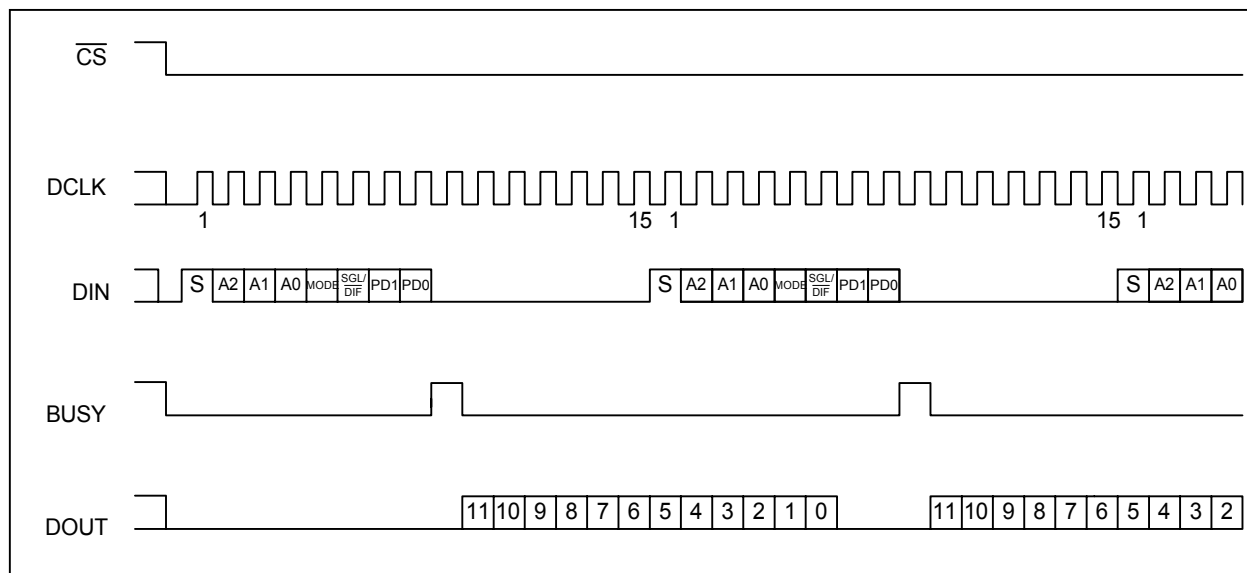 CS
DCLK
1 15 1 15 1
DIN S A2 A1 A0 MODE SGL/DIF PD1 PD0 S A2 A1 A0 MODE SGL/DIF PD1 PD0 S A2 A1 A0
BUSY
DOUT 11 10 9 8 7 6 5 4 3 2 1 0 11 10 9 8 7 6 5 4 3 2